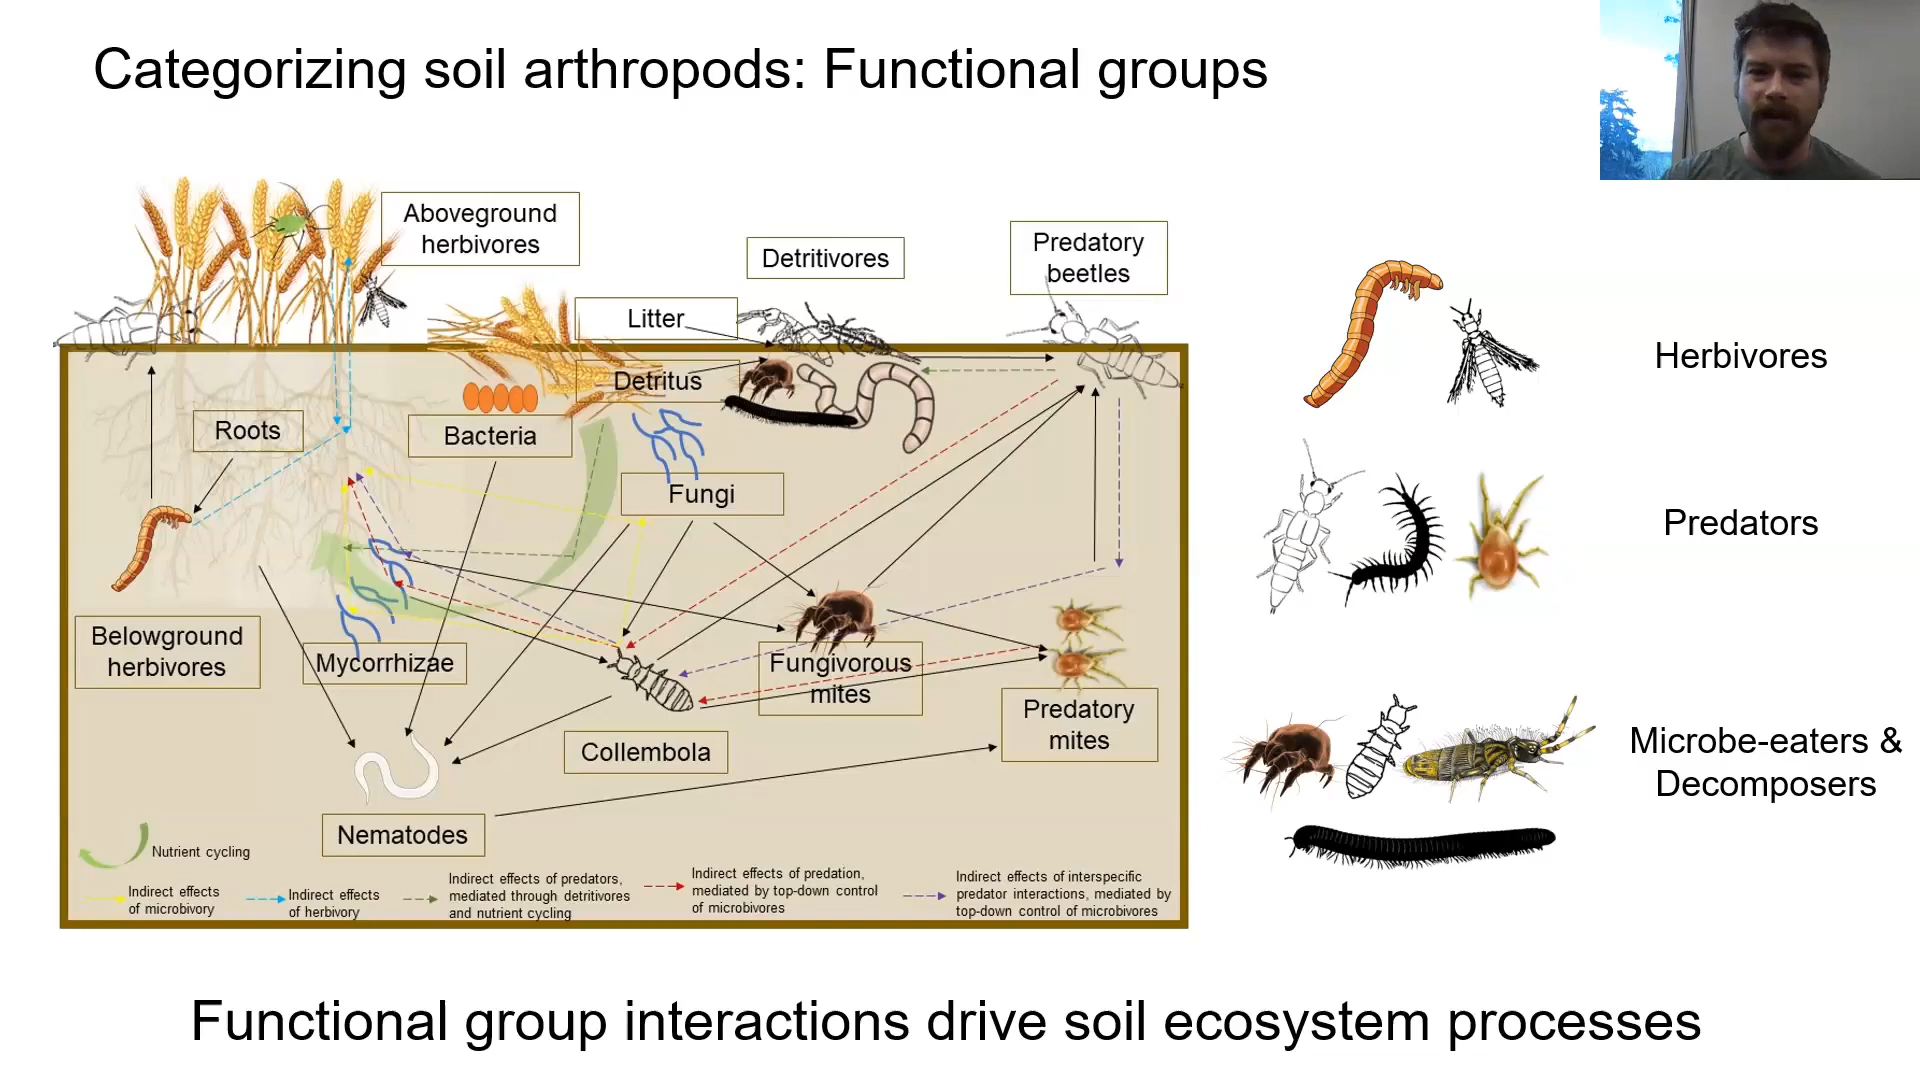 Categorizing soil arthropods: Functional groups
Aboveground
herbivores
Detritivores
Predatory
beetles
Litter
Detritus
Roots
Bacteria
Fungi
Belowground
herbivores
Mycorrhizae
Fungivorous
mites
Predatory
mites
Collembola
Nematodes
Nutrient cycling
Indirect effects
of microbivory
Indirect effects
of herbivory
Indirect effects of predators,
mediated through detritivores
and nutrient cycling
Indirect effects of predation,
mediated by top-down control
of microbivores
Indirect effects of interspecific
predator interactions, mediated by
top-down control of microbivores
Herbivores
Predators
Microbe-eaters &
Decomposers
Functional group interactions drive soil ecosystem processes